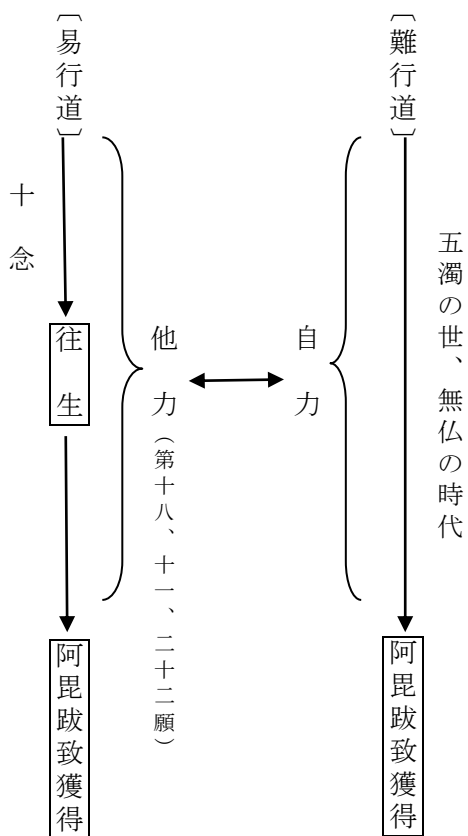 五濁の世、無仏の時代
〔難行道〕
阿毘跋致獲得
自力
他力(第十八、十一、二十二願)
〔易行道〕
往生
阿毘跋致獲得
十念